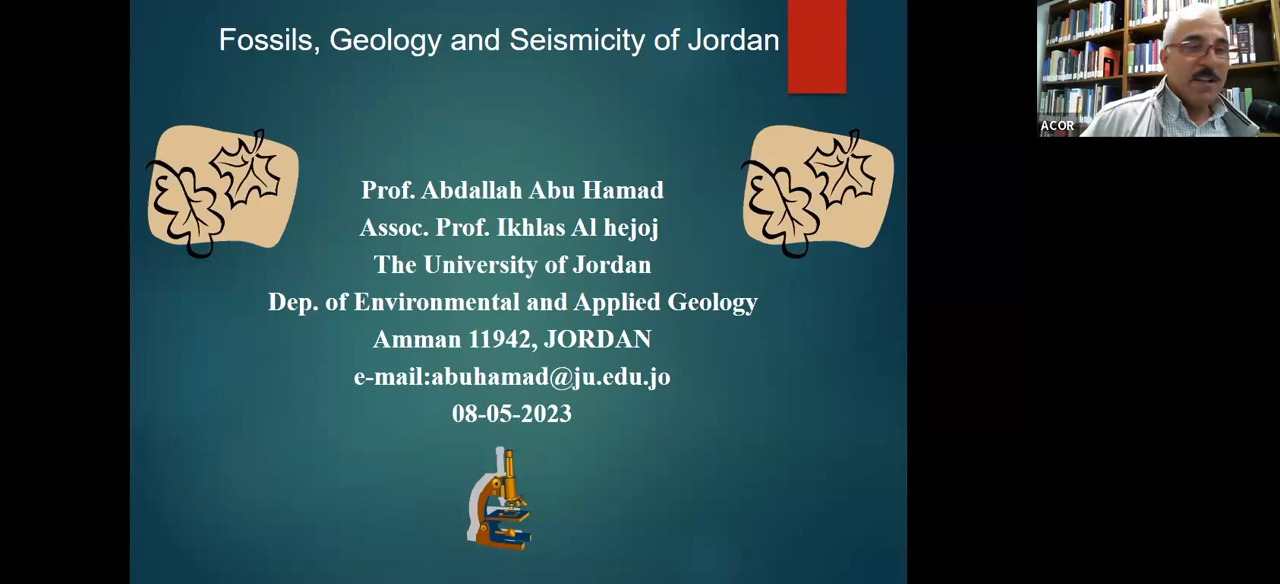 Fossils, Geology and Seismicity of Jordan
Prof. Abdallah Abu Hamad
Assoc. Prof. Ikhlas Al hejoj
The University of Jordan
Dep. of Environmental and Applied Geology
Amman 11942, JORDAN
e-mail:abuhamad@ju.edu.jo
08-05-2023
ACOR